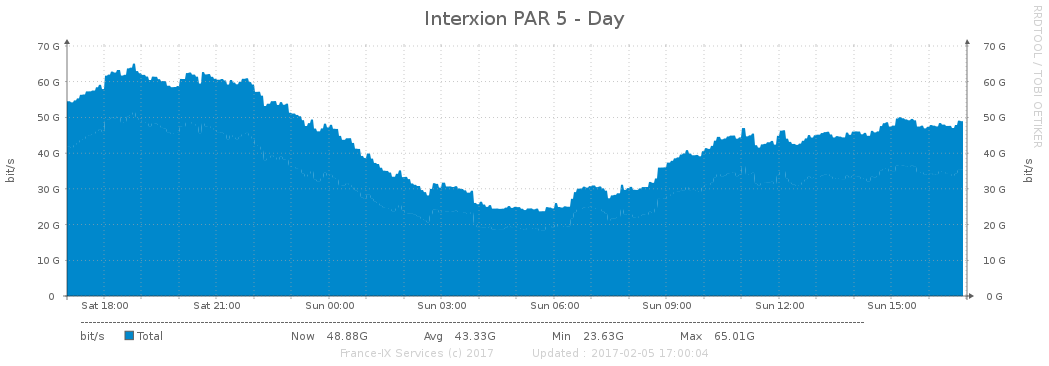 Interxion PAR 5 - Day
RRDTOOL / TOBI OETIKER
bit/s
70 G 70 G
60 G 60 G
50 G 50 G
40 G 40 G
30 G 30 G
20 G 20 G
10 G 10 G
0 0 G
bit/s
Sat 18:00 Sat 21:00 Sun 00:00 Sun 03:00 Sun 06:00 Sun 09:00 Sun 12:00 Sun 15:00
bit/s Total Now 48.88G Avg 43.33G Min 23.63G Max 65.01G
France-IX Services (c) 2017 Updated : 2017-02-05 17:00:04